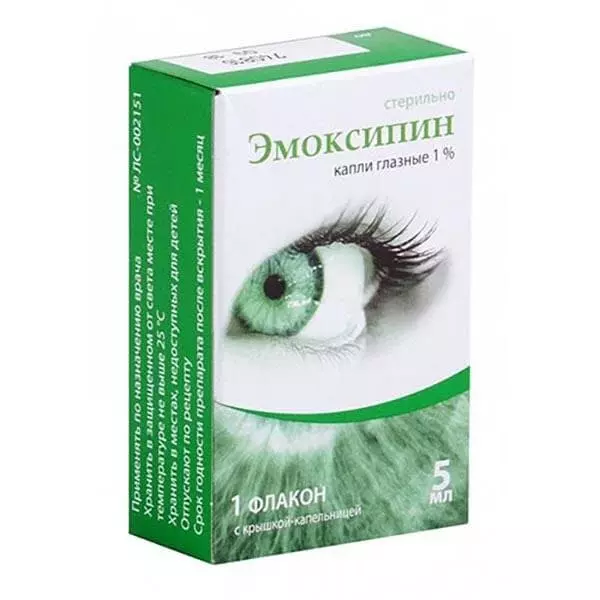 стерильно
Эмоксипин
капли глазные 1 %
1 ФЛАКОН
с крышкой-капельницей
5
мл
Применять по назначению врача № ЛС-002151
Хранить в защищенном от света месте при
температуре не выше 25 °С
Хранить в местах, недоступных для детей
Отпускают по рецепту
Срок годности препарата после вскрытия - 1 месяц